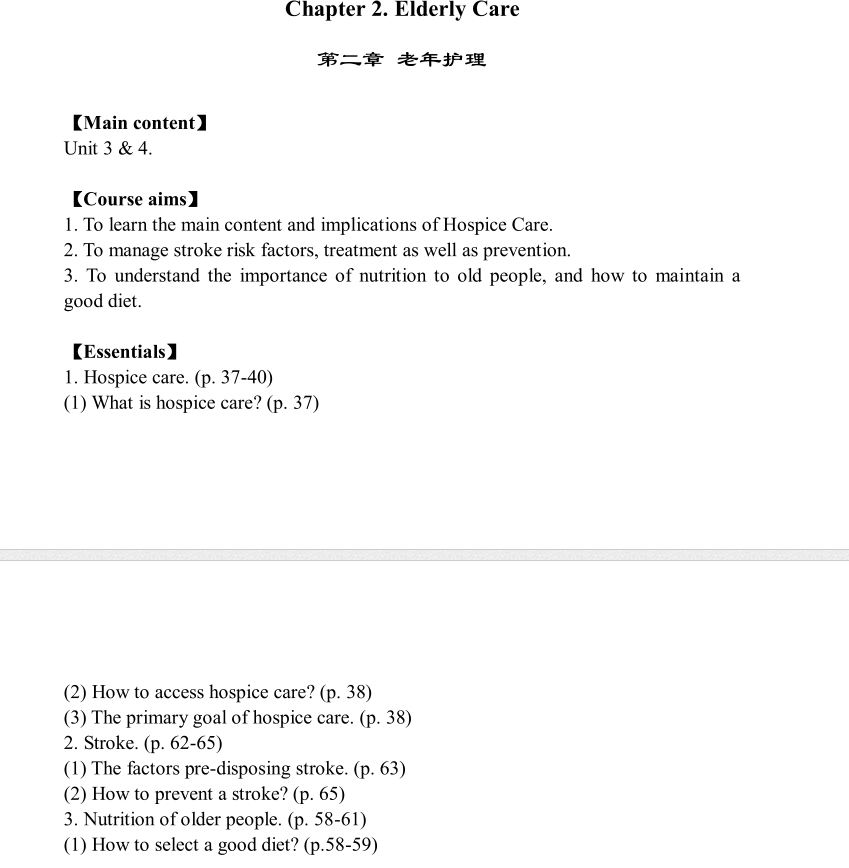 Chapter 2. Elderly Care
第二章 老年护理
【Main content】
Unit 3 & 4.
【Course aims】
1. To learn the main content and implications of Hospice Care.
2. To manage stroke risk factors, treatment as well as prevention.
3. To understand the importance of nutrition to old people, and how to maintain a
good diet.
【Essentials】
1. Hospice care. (p. 37-40)
(1) What is hospice care? (p. 37)
(2) How to access hospice care? (p. 38)
(3) The primary goal of hospice care. (p. 38)
2. Stroke. (p. 62-65)
(1) The factors pre-disposing stroke. (p. 63)
(2) How to prevent a stroke? (p. 65)
3. Nutrition of older people. (p. 58-61)
(1) How to select a good diet? (p.58-59)